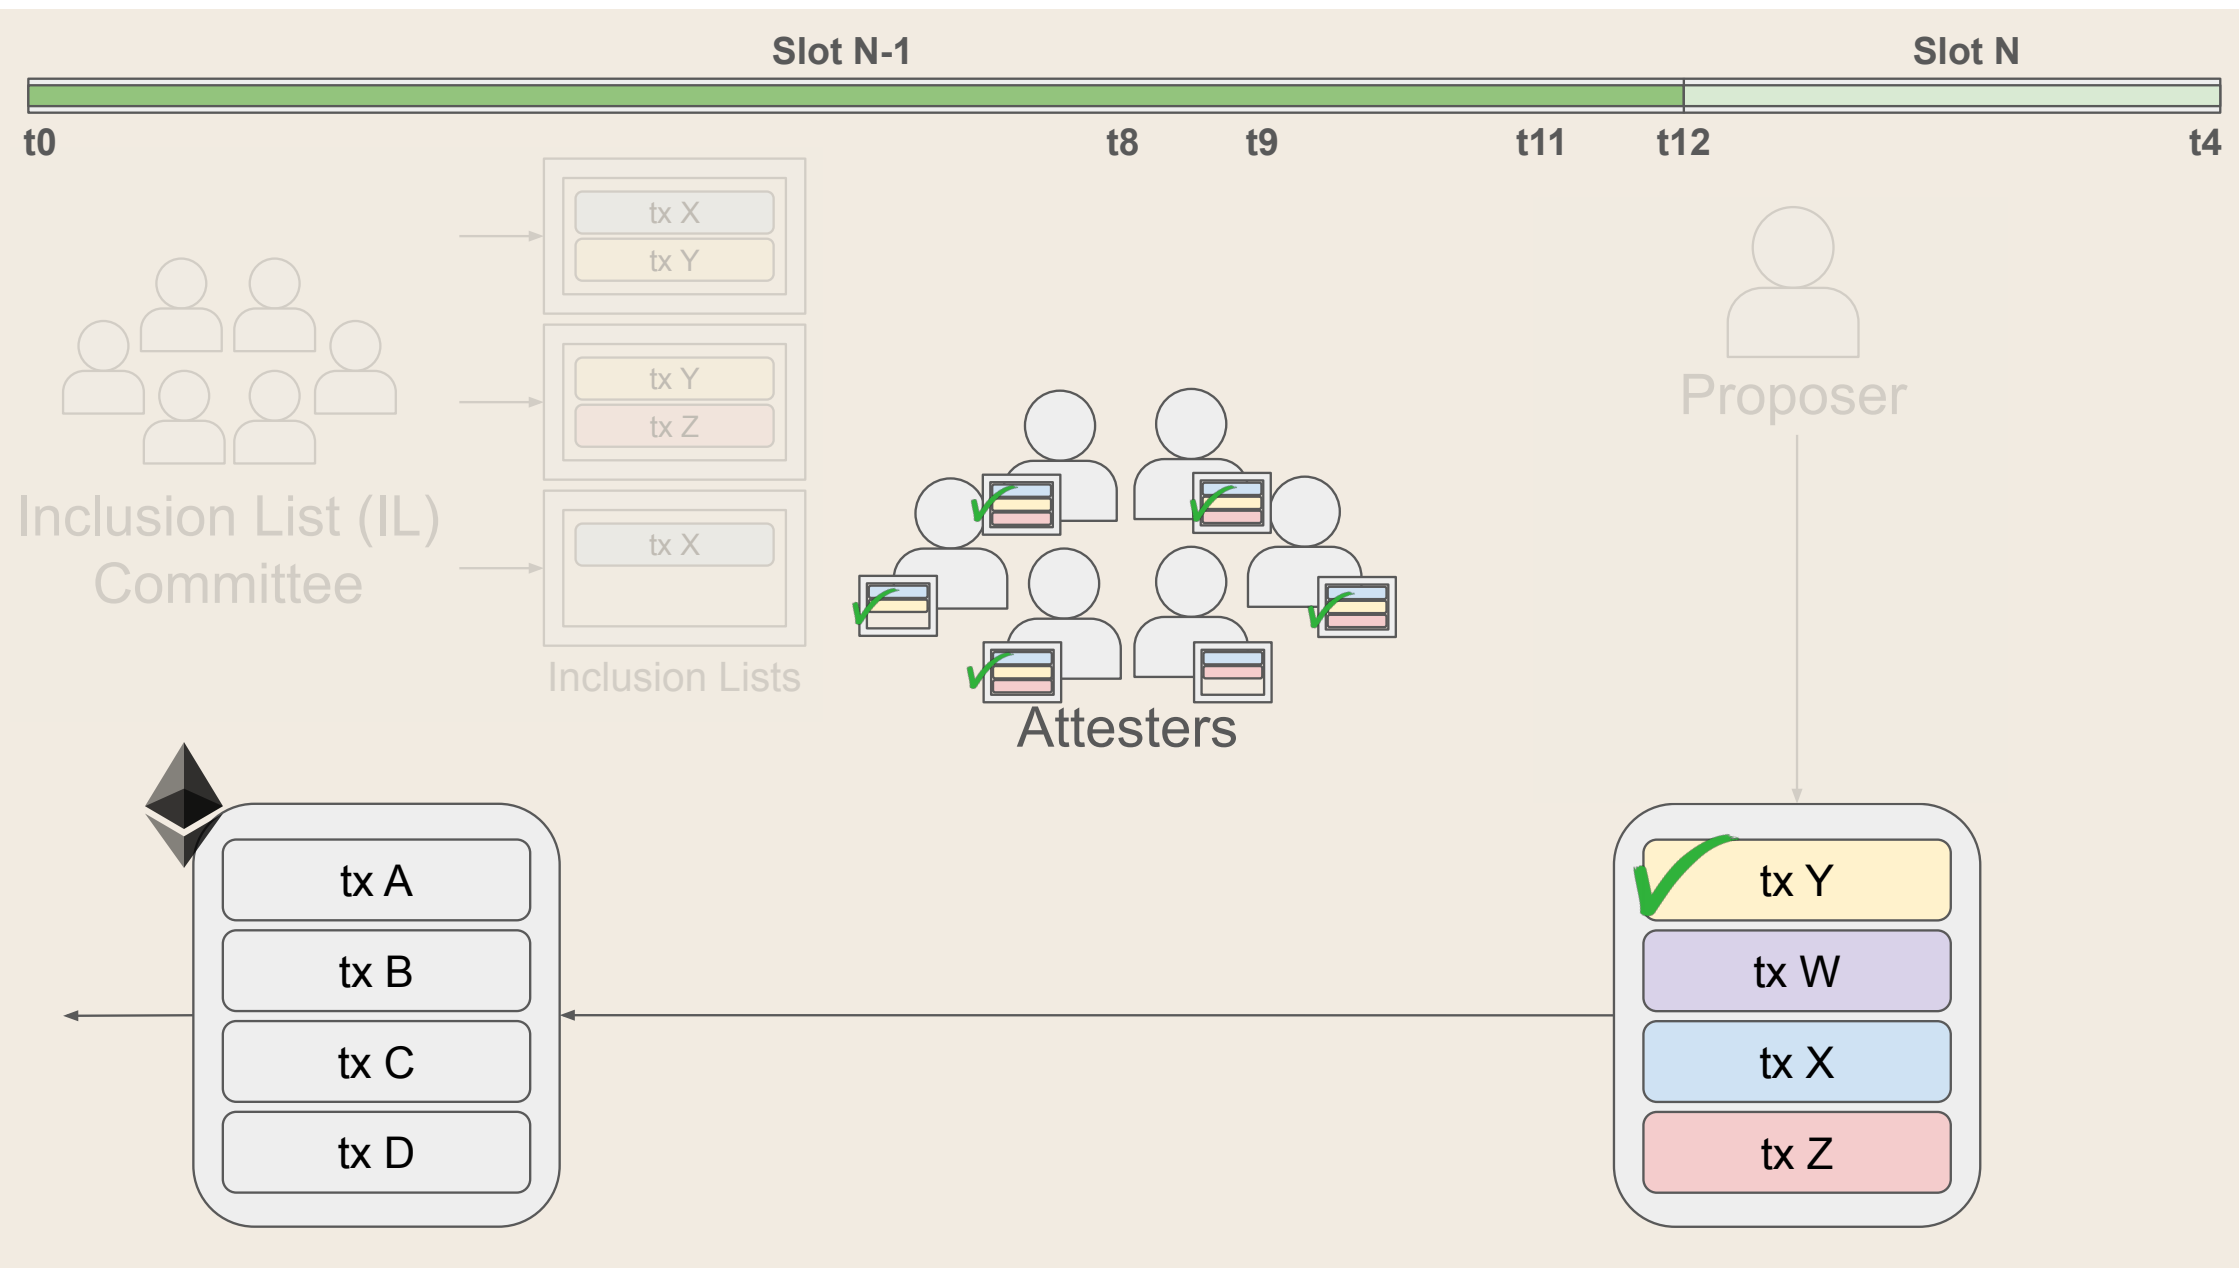 Slot N-1
Slot N
t0
t8
t9
t11
t12
t4
tx X
tx Y
tx Y
tx Z
tx X
Inclusion List (IL)
Committee
Inclusion Lists
Attesters
Proposer
tx A
tx B
tx C
tx D
tx Y
tx W
tx X
tx Z